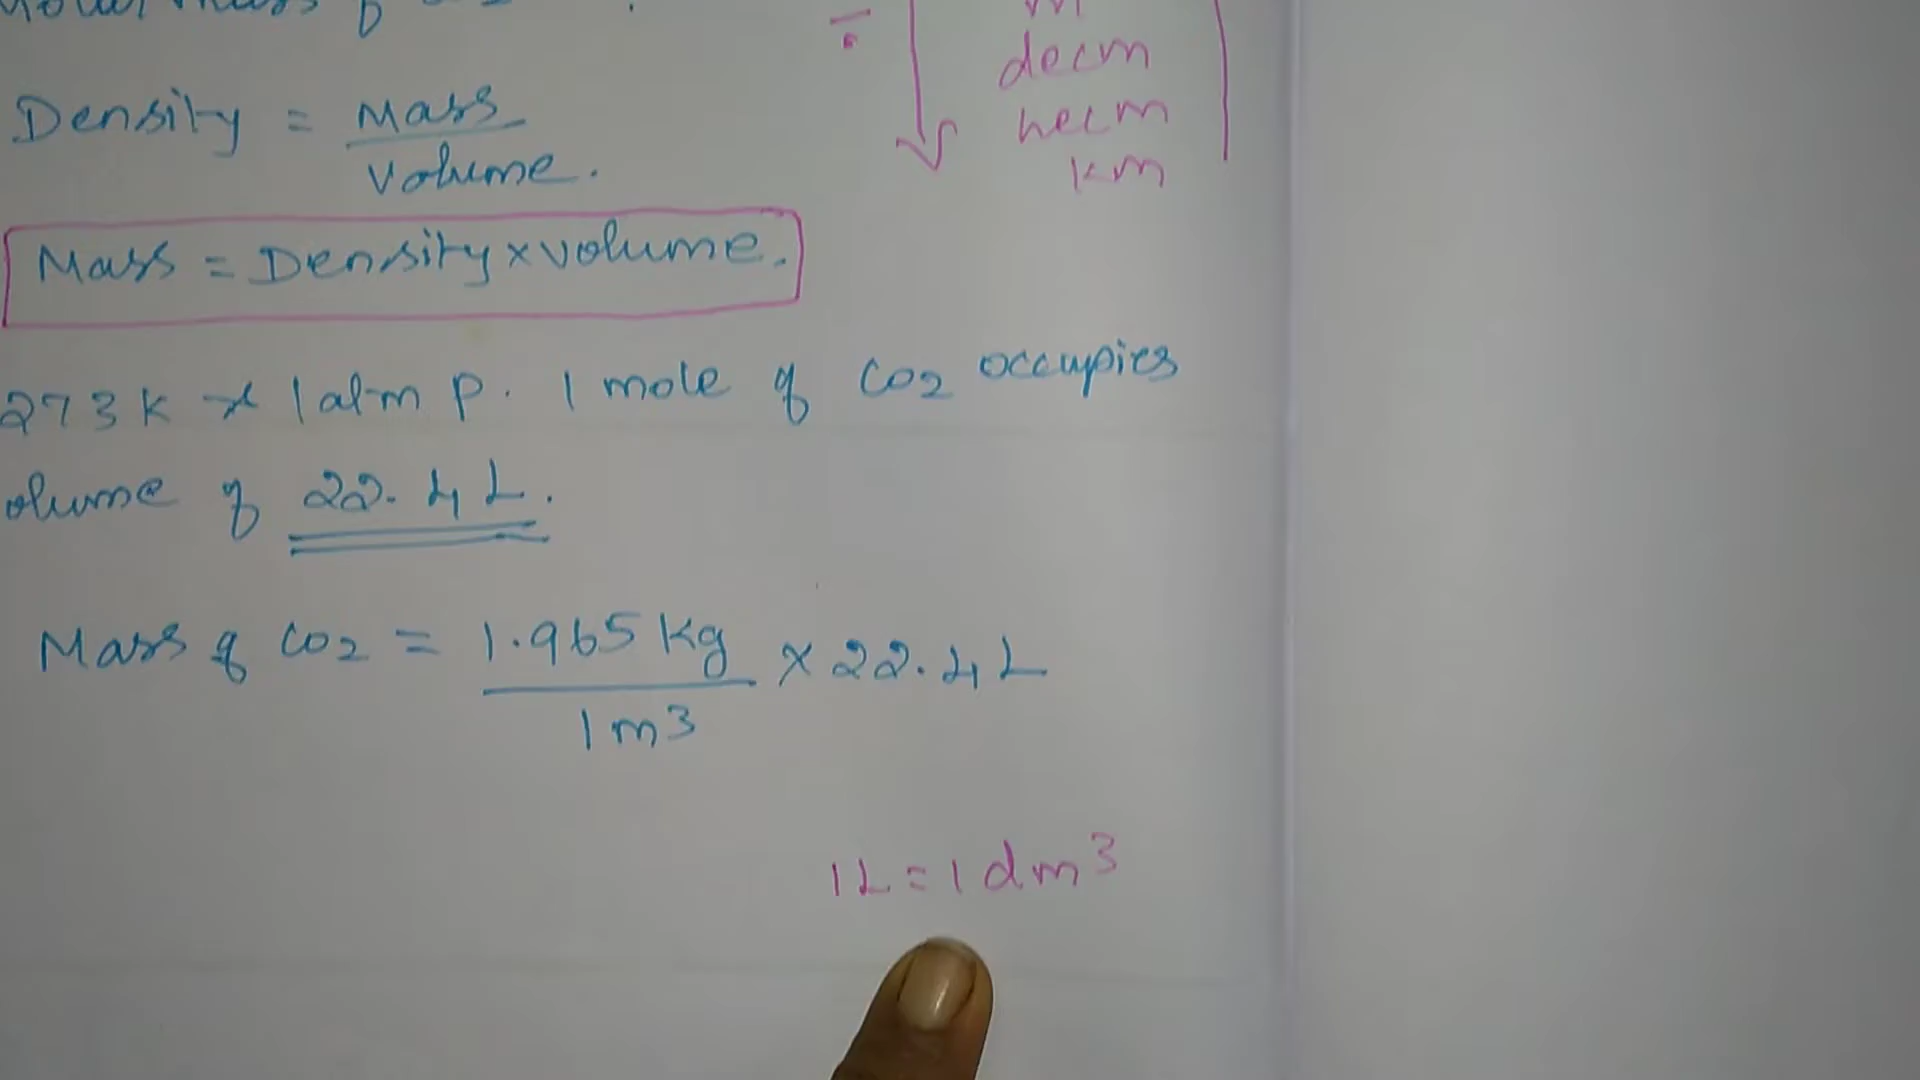 Density = Mass
Volume.
Mass = Density x volume.
273 K & 1 atm P. 1 mole of CO2 occupies
olume of 22.4 L.
Mass of CO2 = 1.965 kg x 22.4 L
1 m3
1L = 1 dm3
÷
m
decm
hecm
km